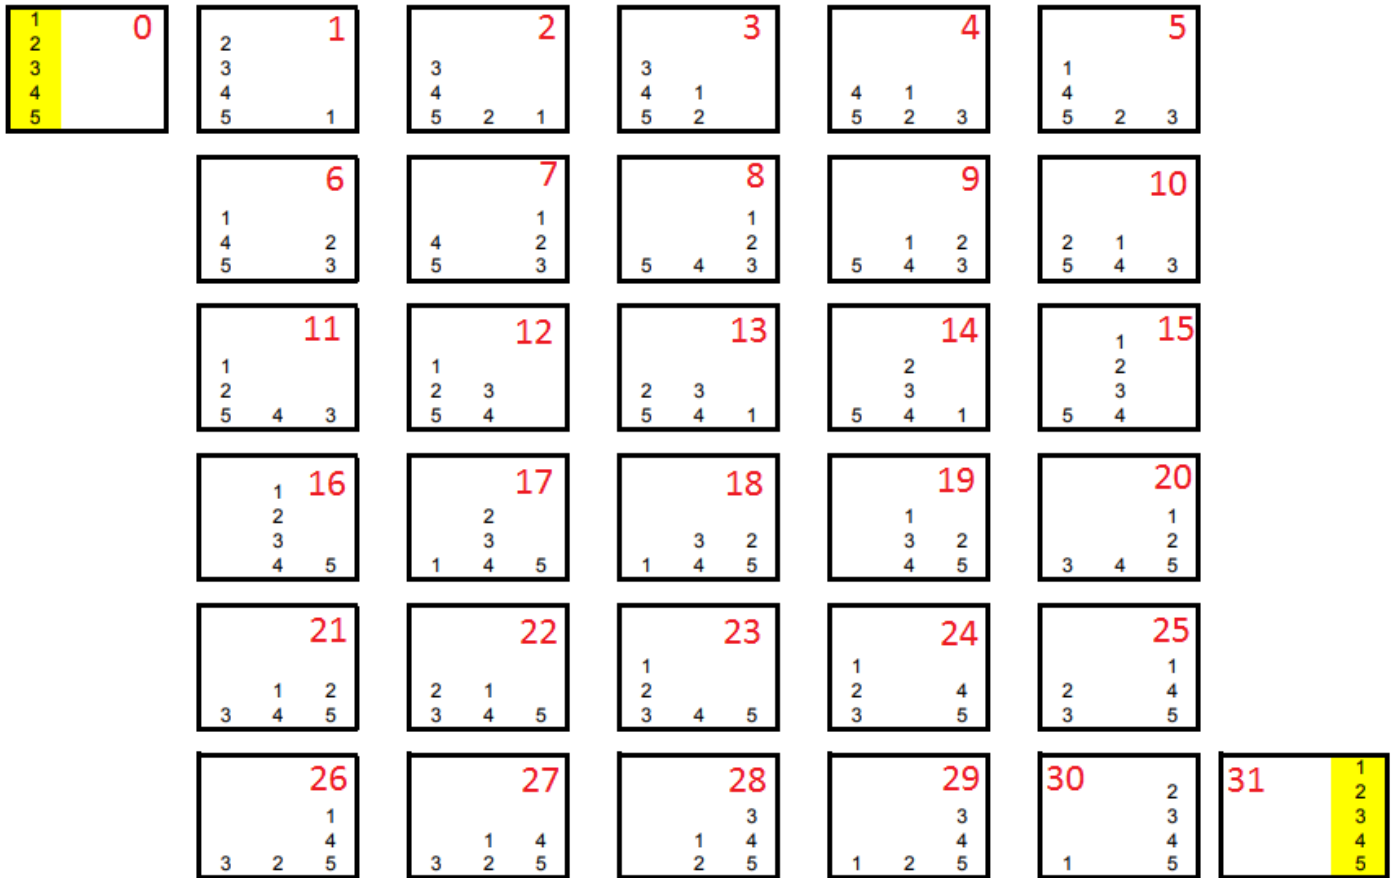 1 0 1 2 3 4 5
2 2
3 3 3 3 1
4 4 4 4 1 4 1 4
5 5 1 5 2 1 5 2 5 2 3 5 2 3
6 7 8 9 10
1 1 1
4 2 4 2 2 1 2 2 1
5 3 5 3 5 4 3 5 4 3 5 4 3
11 12 13 14 15
1
1 1 2 2
2 2 3 2 3 3 3
5 4 3 5 4 5 4 1 5 4 1 5 4
16 17 18 19 20
1
2 2 1 1
3 3 3 2 3 2 2
4 5 1 4 5 1 4 5 4 5 3 4 5
21 22 23 24 25
1 1 1
1 2 2 1 2 2 4 2 4
3 4 5 3 4 5 3 4 5 3 5 3 5
26 27 28 29 30 31 1
2 2
1 3 3 3 3
4 1 4 1 4 4 4 4
3 2 5 3 2 5 2 5 1 2 5 1 5 5